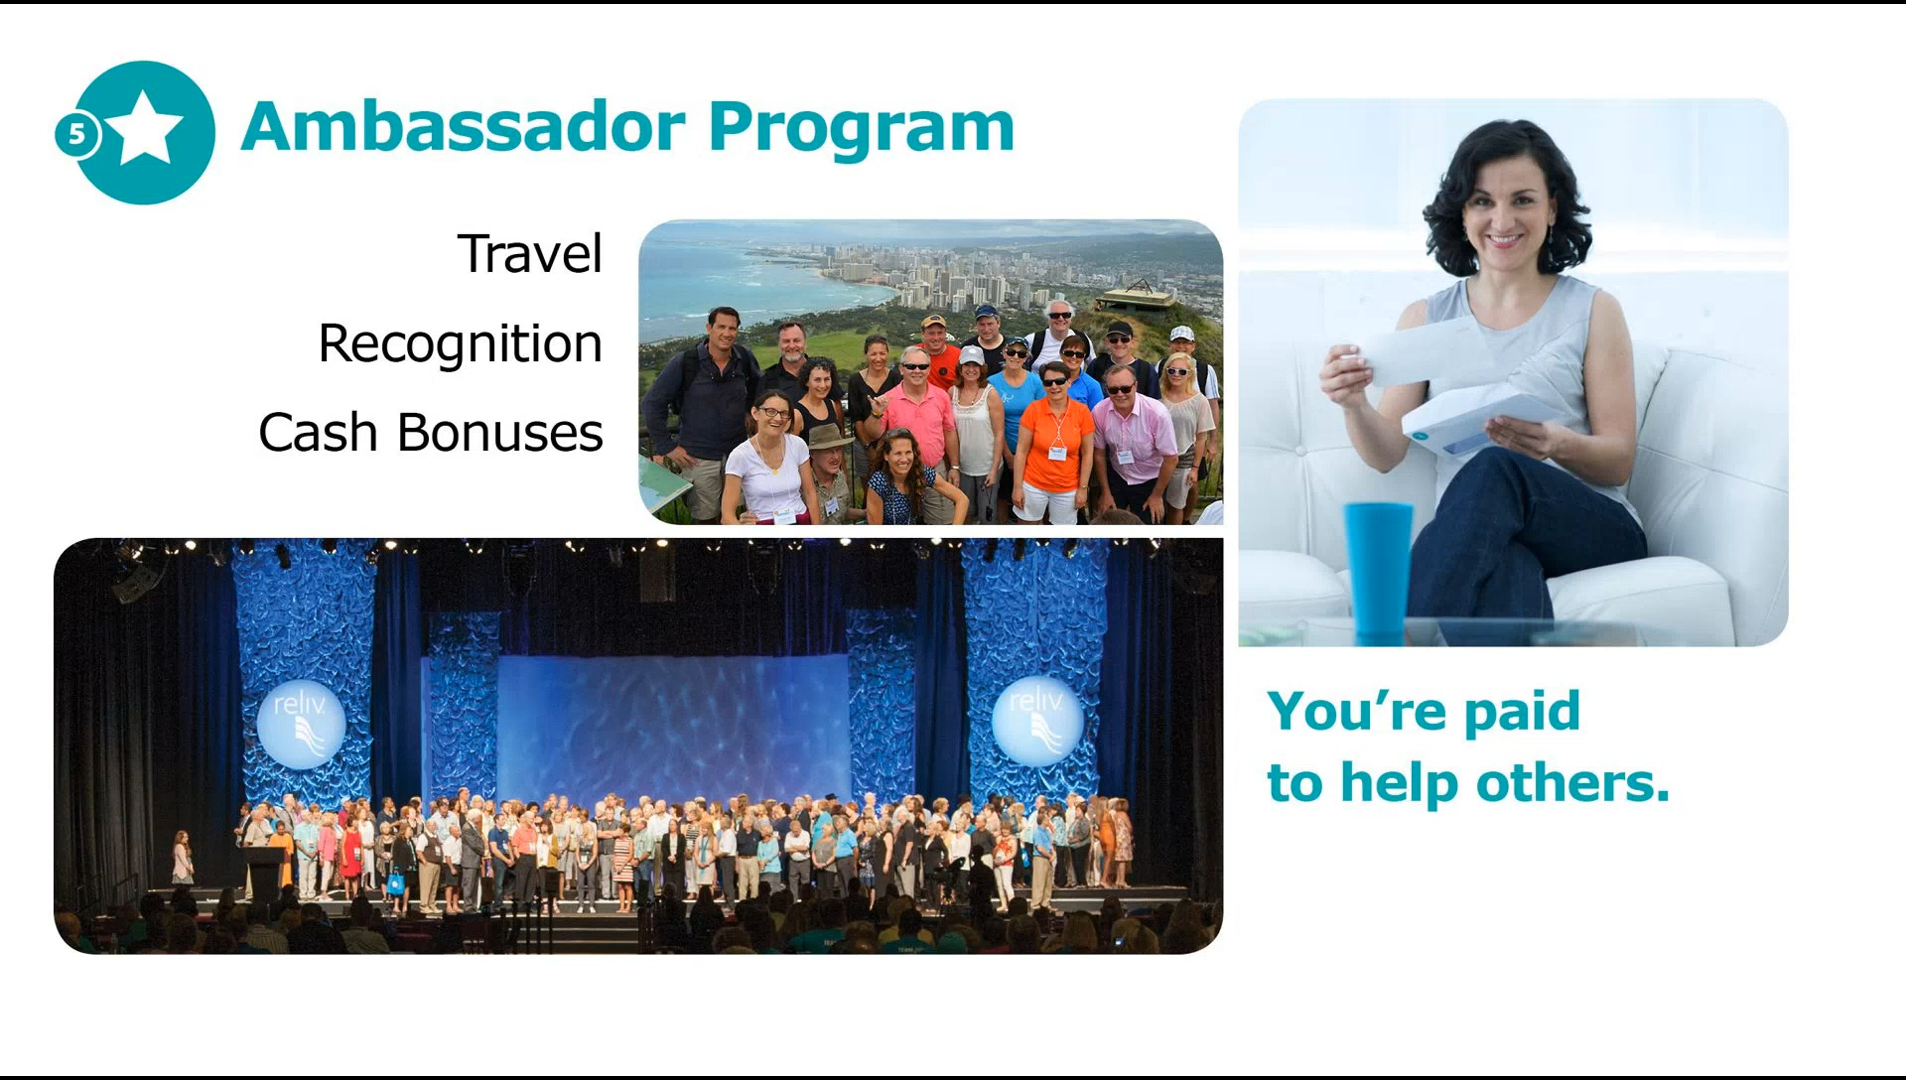 5
Ambassador Program
Travel
Recognition
Cash Bonuses
reliv
reliv
You’re paid
to help others.